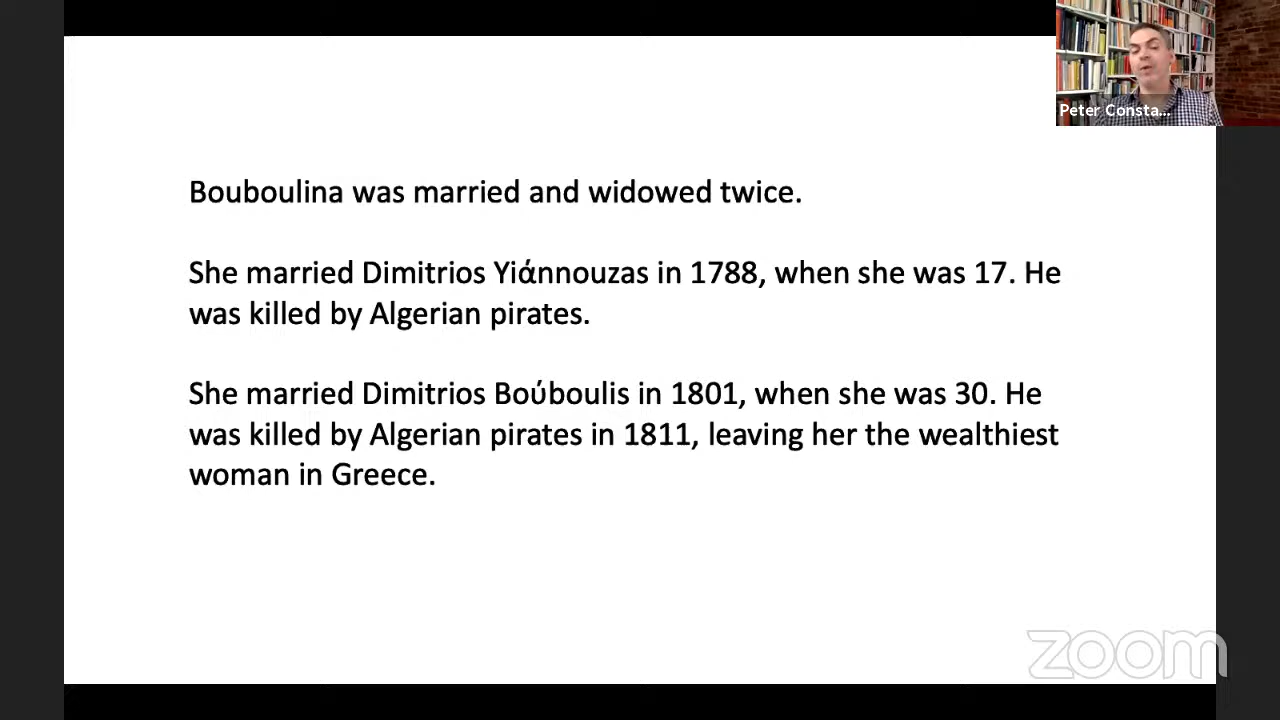 Peter Consta...
Bouboulina was married and widowed twice.
She married Dimitrios Yiάnnouzas in 1788, when she was 17. He
was killed by Algerian pirates.
She married Dimitrios Boύboulis in 1801, when she was 30. He
was killed by Algerian pirates in 1811, leaving her the wealthiest
woman in Greece.
zoom